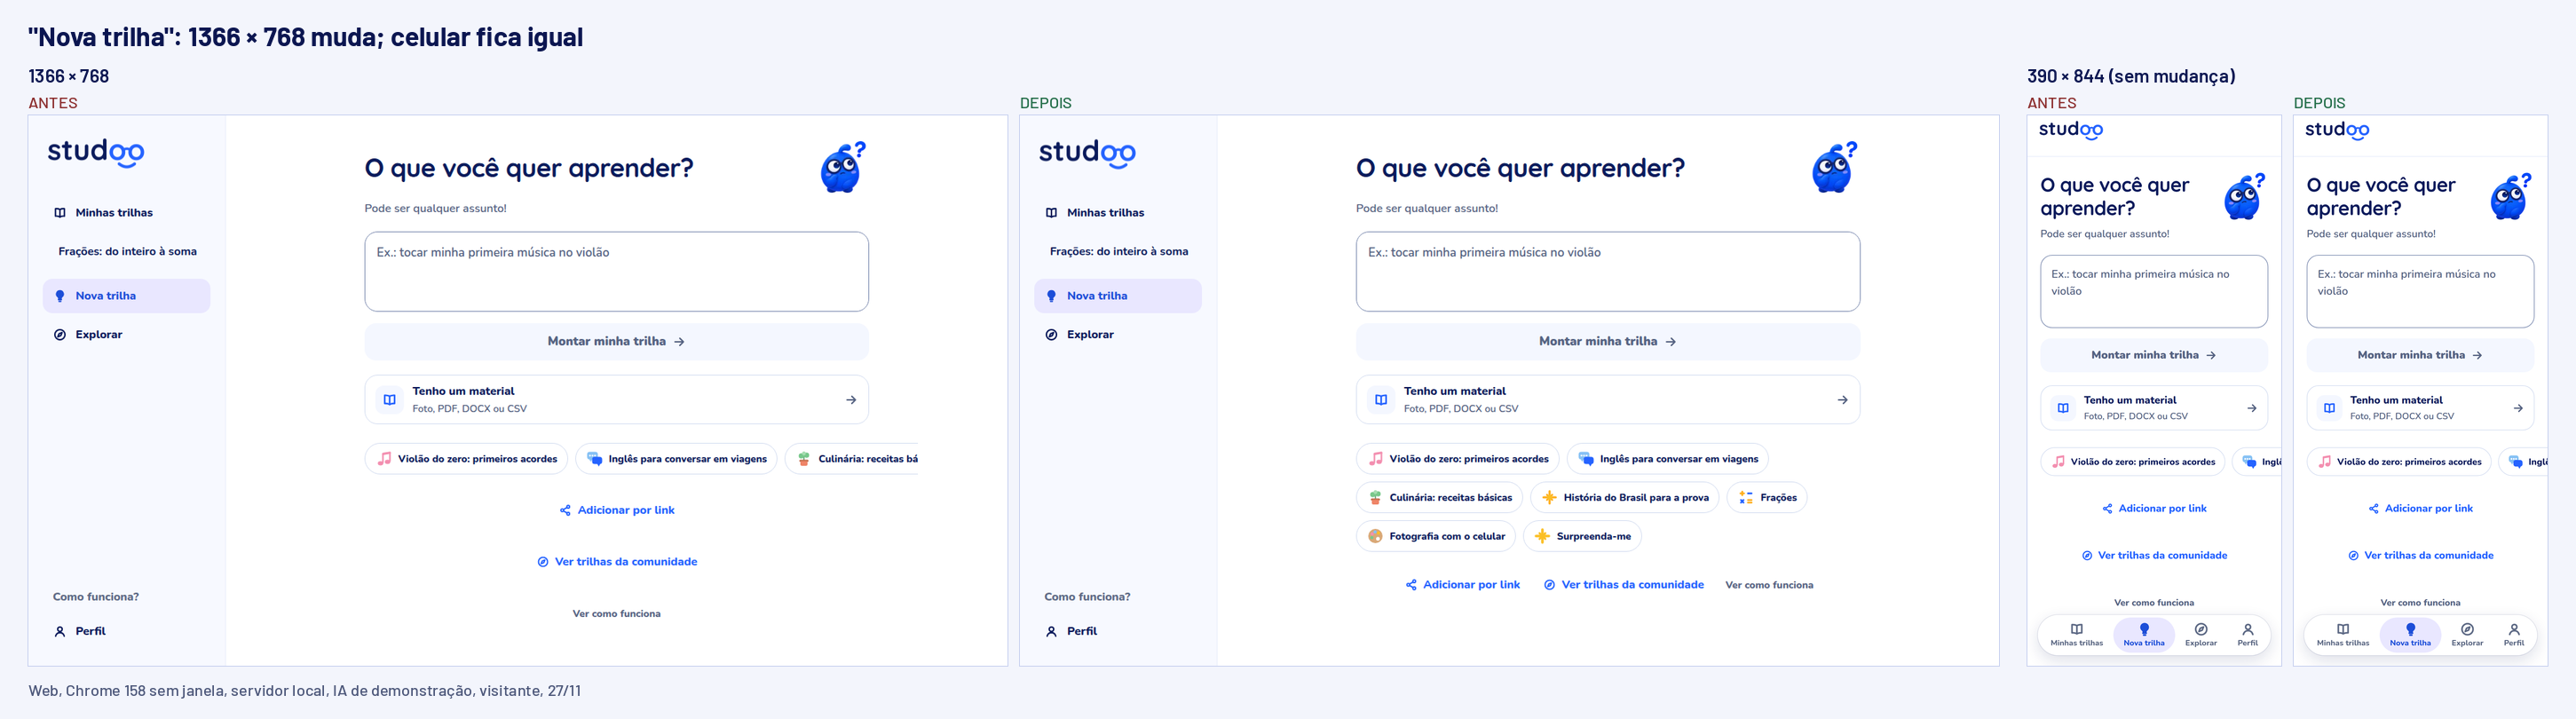 "Nova trilha": 1366 × 768 muda; celular fica igual
1366 × 768
ANTES
studoo
Minhas trilhas
Frações: do inteiro à soma
Nova trilha
Explorar
Como funciona?
Perfil
O que você quer aprender?
?
Pode ser qualquer assunto!
Ex.: tocar minha primeira música no violão
Montar minha trilha →
Tenho um material
Foto, PDF, DOCX ou CSV
Violão do zero: primeiros acordes
Inglês para conversar em viagens
Culinária: receitas bá
Adicionar por link
Ver trilhas da comunidade
Ver como funciona
DEPOIS
studoo
Minhas trilhas
Frações: do inteiro à soma
Nova trilha
Explorar
Como funciona?
Perfil
O que você quer aprender?
?
Pode ser qualquer assunto!
Ex.: tocar minha primeira música no violão
Montar minha trilha →
Tenho um material
Foto, PDF, DOCX ou CSV
Violão do zero: primeiros acordes
Inglês para conversar em viagens
Culinária: receitas básicas
História do Brasil para a prova
Frações
Fotografia com o celular
Surpreenda-me
Adicionar por link
Ver trilhas da comunidade
Ver como funciona
390 × 844 (sem mudança)
ANTES
studoo
O que você quer
aprender?
?
Pode ser qualquer assunto!
Ex.: tocar minha primeira música no
violão
Montar minha trilha →
Tenho um material
Foto, PDF, DOCX ou CSV
Violão do zero: primeiros acordes
Inglê
Adicionar por link
Ver trilhas da comunidade
Ver como funciona
Minhas trilhas
Nova trilha
Explorar
Perfil
DEPOIS
studoo
O que você quer
aprender?
?
Pode ser qualquer assunto!
Ex.: tocar minha primeira música no
violão
Montar minha trilha →
Tenho um material
Foto, PDF, DOCX ou CSV
Violão do zero: primeiros acordes
Inglê
Adicionar por link
Ver trilhas da comunidade
Ver como funciona
Minhas trilhas
Nova trilha
Explorar
Perfil
Web, Chrome 158 sem janela, servidor local, IA de demonstração, visitante, 27/11